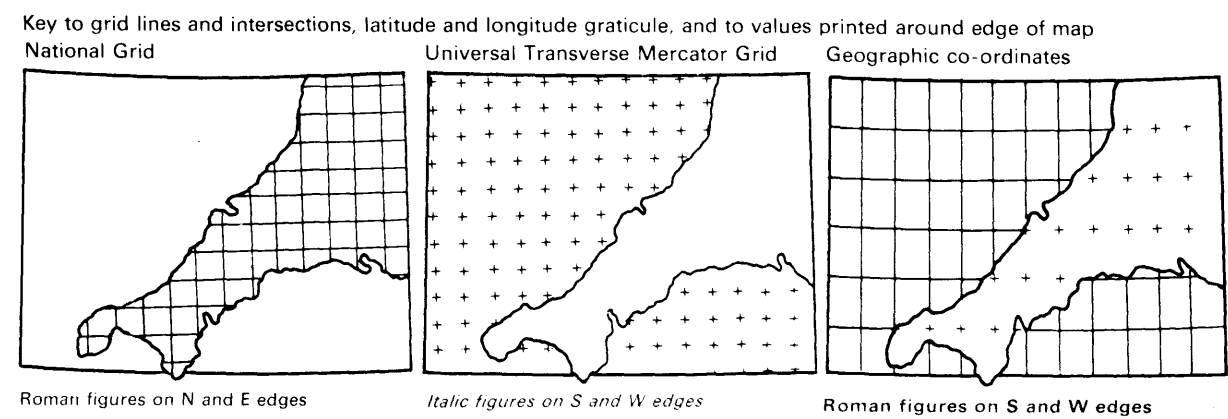 Key to grid lines and intersections, latitude and longitude graticule, and to values printed around edge of map
National Grid
Universal Transverse Mercator Grid
Geographic co-ordinates
Roman figures on N and E edges
Italic figures on S and W edges
Roman figures on S and W edges